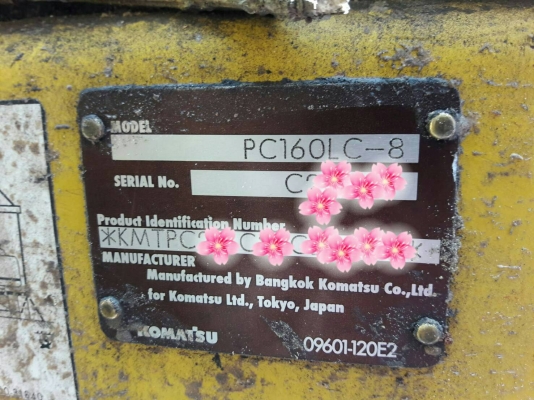 MODEL
PC160LC-8
SERIAL No.
Product Identification Number
MANUFACTURER
Manufactured by Bangkok Komatsu Co.,Ltd.
for Komatsu Ltd., Tokyo, Japan
KOMATSU
09601-120E2